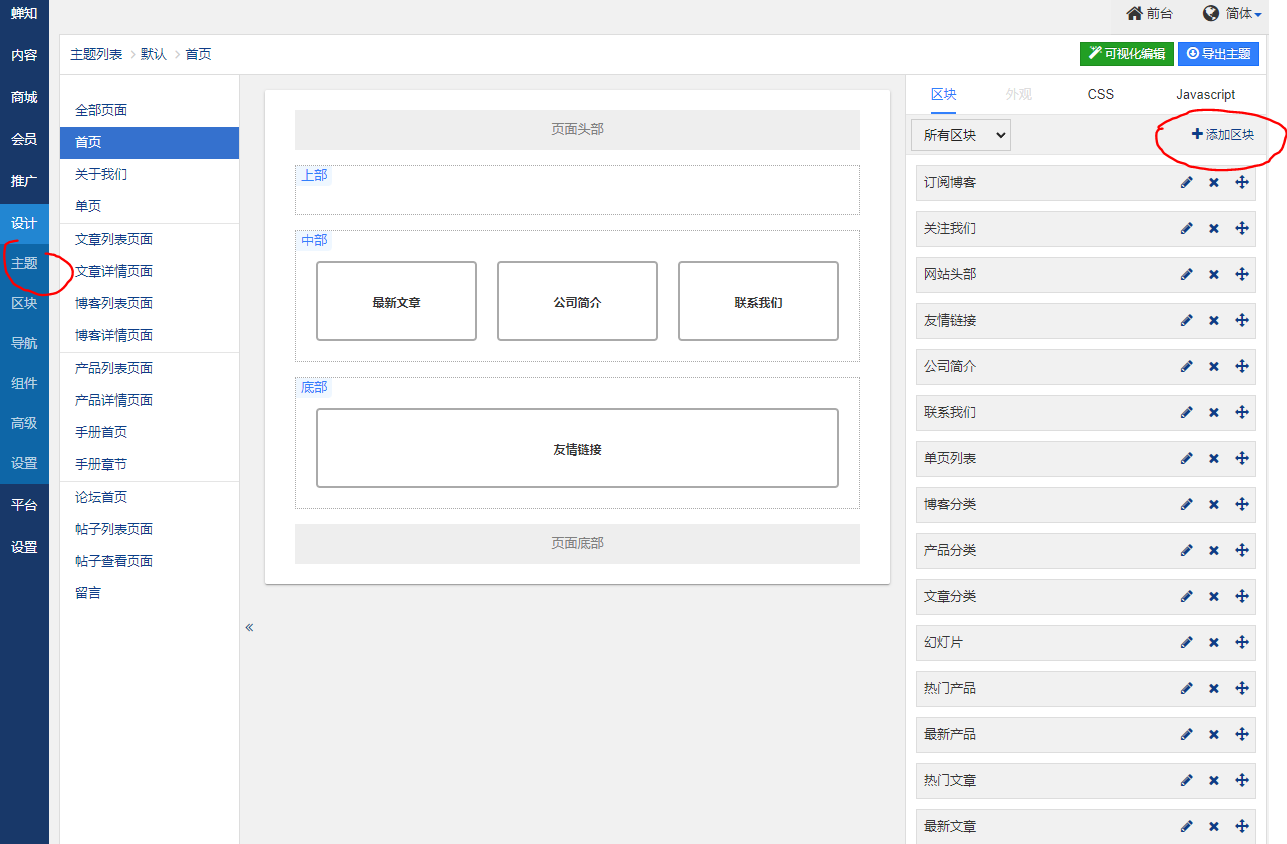 蝉知
内容
商城
会员
推广
设计
主题
区块
导航
组件
高级
设置
平台
设置
前台
简体
主题列表
默认
首页
可视化编辑
导出主题
全部页面
首页
关于我们
单页
文章列表页面
文章详情页面
博客列表页面
博客详情页面
产品列表页面
产品详情页面
手册首页
手册章节
论坛首页
帖子列表页面
帖子查看页面
留言
«
页面头部
上部
中部
最新文章
公司简介
联系我们
底部
友情链接
页面底部
区块
外观
CSS
Javascript
所有区块
添加区块
订阅博客
关注我们
网站头部
友情链接
公司简介
联系我们
单页列表
博客分类
产品分类
文章分类
幻灯片
热门产品
最新产品
热门文章
最新文章